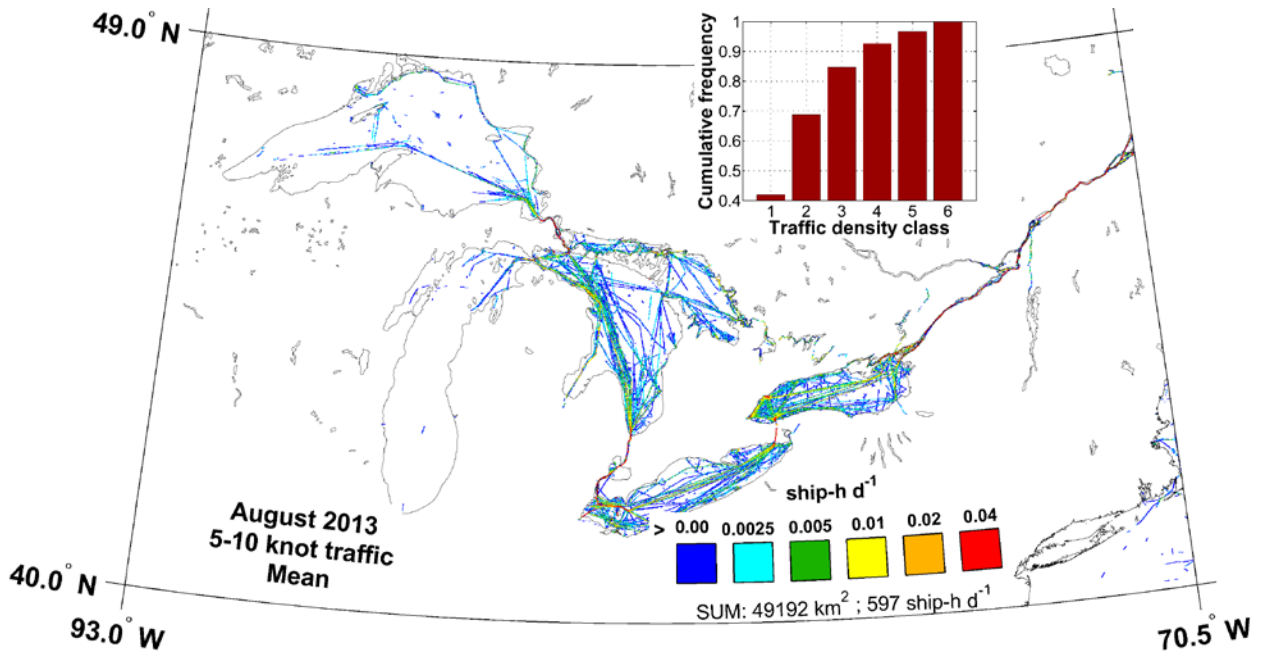 49.0° N
1
0.9
0.8
0.7
0.6
0.5
0.4
Cumulative frequency
1 2 3 4 5 6
Traffic density class
August 2013
5-10 knot traffic
Mean
ship-h d⁻¹
> 0.00 0.0025 0.005 0.01 0.02 0.04
SUM: 49192 km² ; 597 ship-h d⁻¹
40.0° N
93.0° W
70.5° W